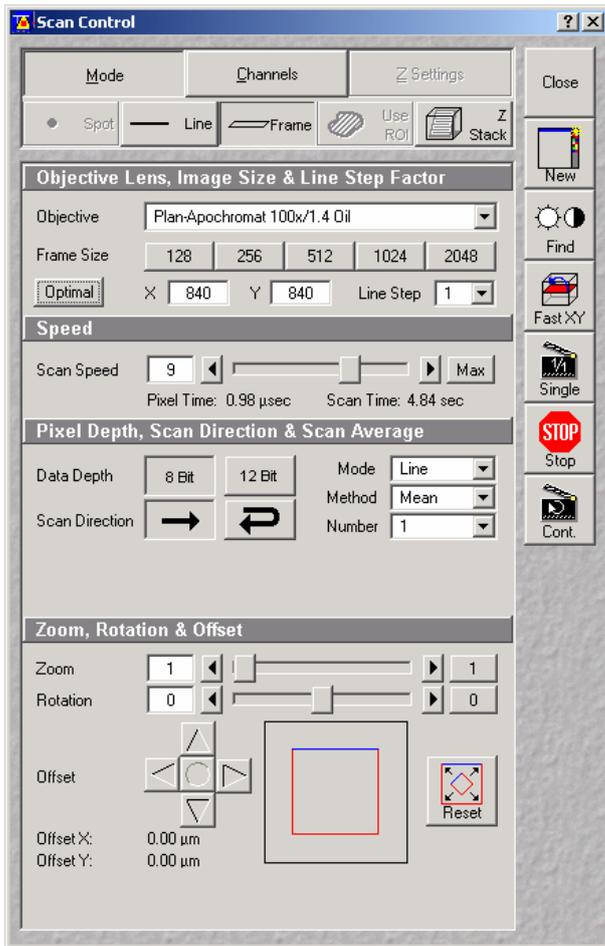 Scan Control
Mode Channels Z Settings
Close
Spot Line Frame Use ROI Z Stack
New
Objective Lens, Image Size & Line Step Factor
Objective Plan-Apochromat 100x/1.4 Oil
Find
Frame Size 128 256 512 1024 2048
Optimal X 840 Y 840 Line Step 1
Fast XY
Speed
Scan Speed 9 Max
1/1
Single
Pixel Time: 0.98 µsec Scan Time: 4.84 sec
Pixel Depth, Scan Direction & Scan Average
STOP
Stop
Data Depth 8 Bit 12 Bit Mode Line
Method Mean
Scan Direction Number 1
Cont.
Zoom, Rotation & Offset
Zoom 1 1
Rotation 0 0
Offset
Reset
Offset X: 0.00 µm
Offset Y: 0.00 µm